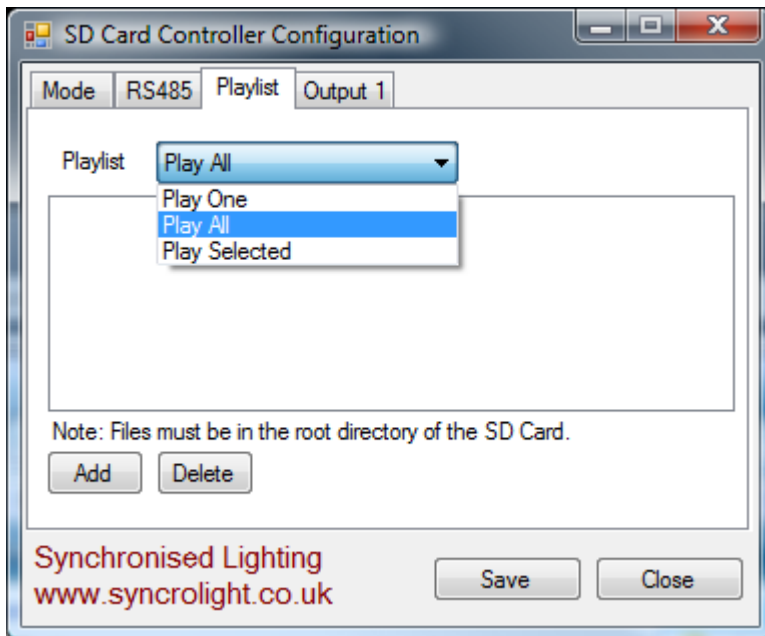 SD Card Controller Configuration
Mode RS485 Playlist Output 1
Playlist Play All
Play One
Play All
Play Selected
Note: Files must be in the root directory of the SD Card.
Add Delete
Synchronised Lighting
www.syncrolight.co.uk
Save Close